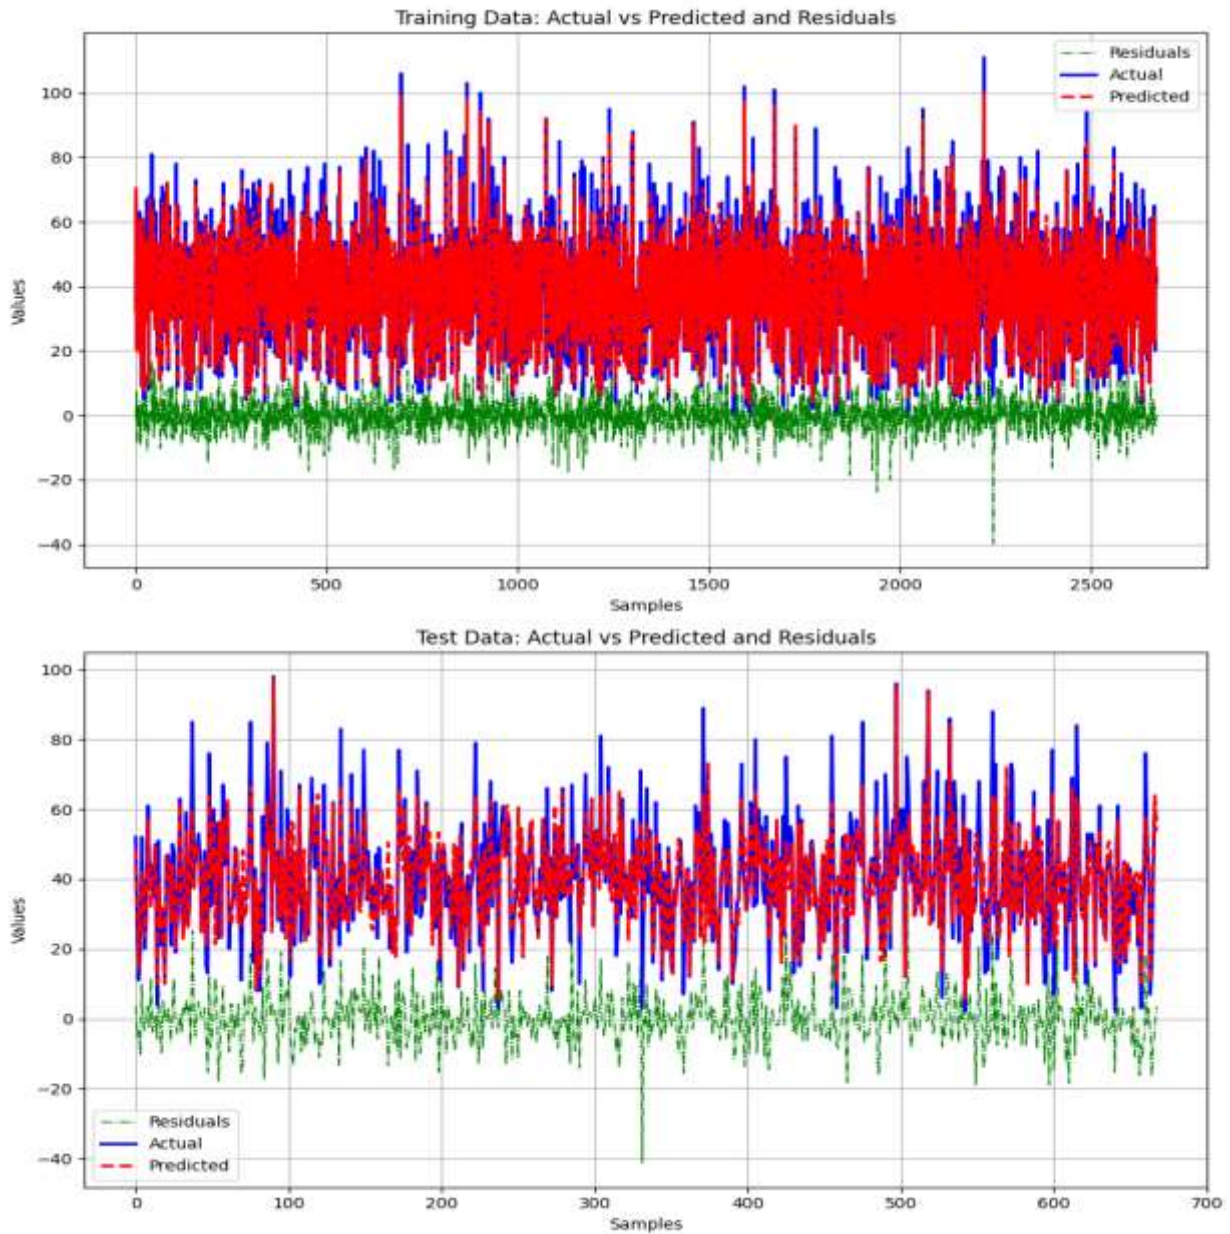 Training Data: Actual vs Predicted and Residuals
Residuals
Actual
Predicted
100
80
60
40
20
0
−20
−40
Values
0 500 1000 1500 2000 2500
Samples
Test Data: Actual vs Predicted and Residuals
100
80
60
40
20
0
−20
−40
Values
Residuals
Actual
Predicted
0 100 200 300 400 500 600 700
Samples